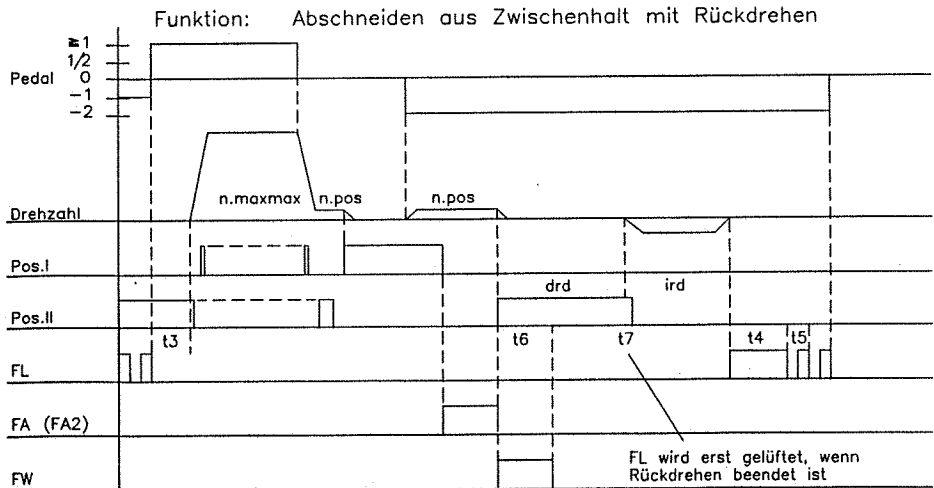 Funktion: Abschneiden aus Zwischenhalt mit Rückdrehen
≥1
1/2
Pedal 0
-1
-2
n.maxmax n.pos n.pos
Drehzahl
Pos.I
drd ird
Pos.II
t3 t6 t7 t4 t5
FL
FA (FA2)
FL wird erst gelüftet, wenn
Rückdrehen beendet ist
FW